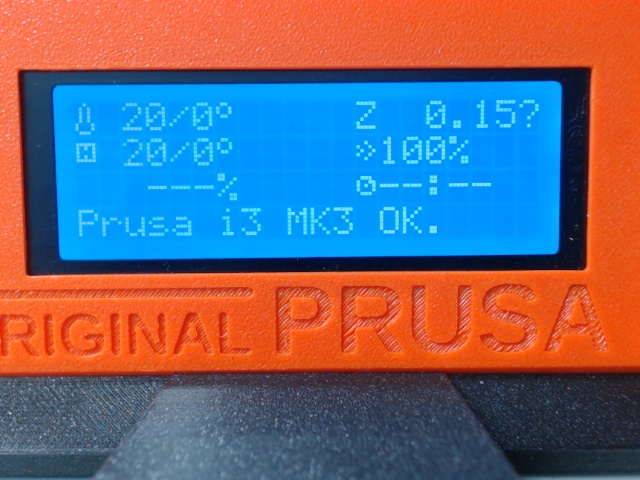 20/0° Z 0.15?
20/0° 100%
---% --:--
Prusa i3 MK3 OK.
RIGINAL PRUSA